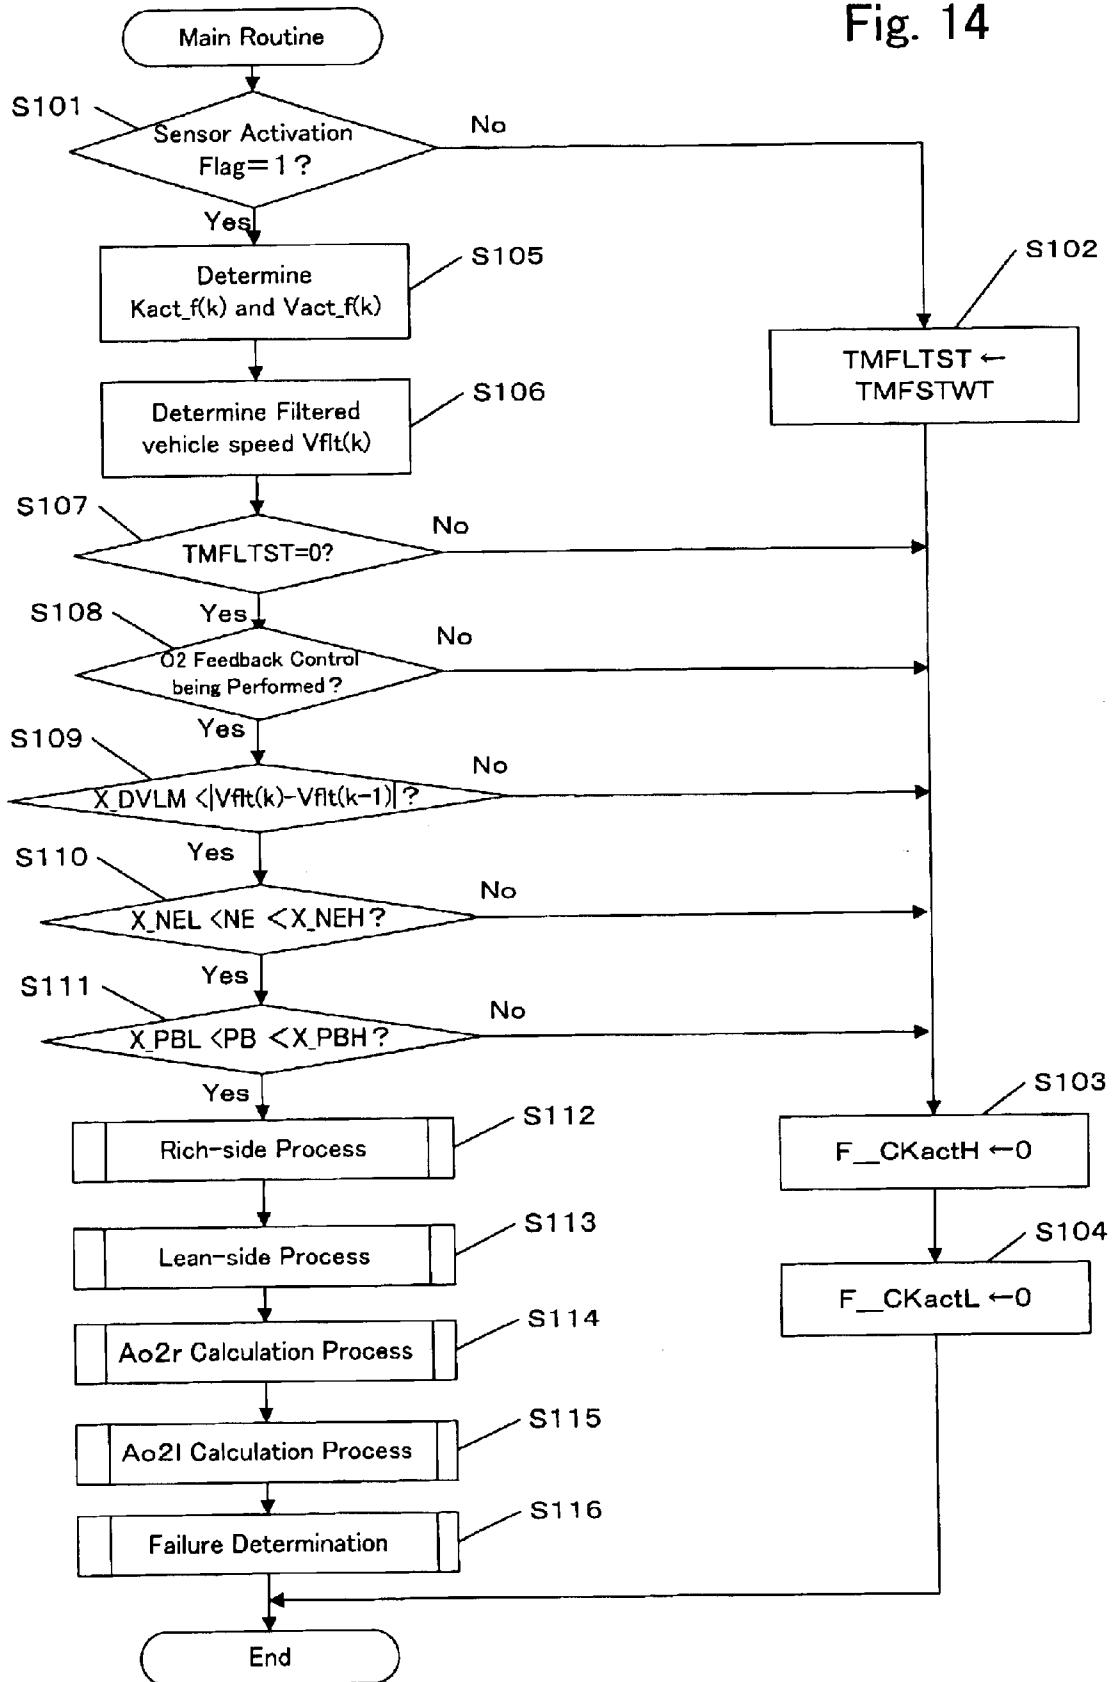 Fig. 14
Main Routine
S101
Sensor Activation
Flag=1?
No
Yes
S105
Determine
Kact_f(k) and Vact_f(k)
S102
TMFLTST ←
TMFSTWT
S106
Determine Filtered
vehicle speed Vflt(k)
S107
TMFLTST=0?
No
Yes
S108
O2 Feedback Control
being Performed?
No
Yes
S109
X_DVLM <|Vflt(k)-Vflt(k-1)| ?
No
Yes
S110
X_NEL <NE <X_NEH?
No
Yes
S111
X_PBL <PB <X_PBH?
No
Yes
S112
Rich-side Process
S103
F__CKactH ←0
S113
Lean-side Process
S104
F__CKactL ←0
S114
Ao2r Calculation Process
S115
Ao2l Calculation Process
S116
Failure Determination
End